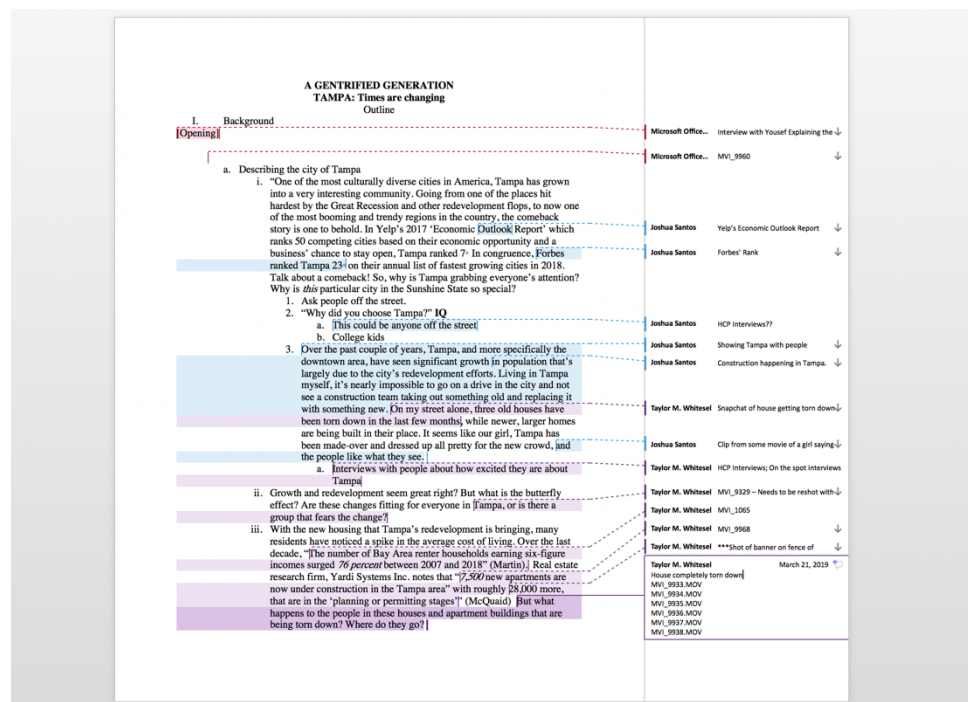 A GENTRIFIED GENERATION
TAMPA: Times are changing
Outline
I. Background
[Opening]
a. Describing the city of Tampa
i. “One of the most culturally diverse cities in America, Tampa has grown
into a very interesting community. Going from one of the places hit
hardest by the Great Recession and other redevelopment flops, to now one
of the most booming and trendy regions in the country, the comeback
story is one to behold. In Yelp's 2017 ‘Economic Outlook Report’ which
ranks 50 competing cities based on their economic opportunity and a
business’ chance to stay open, Tampa ranked 7. In congruence, Forbes
ranked Tampa 23 on their annual list of fastest growing cities in 2018.
Talk about a comeback! So, why is Tampa grabbing everyone’s attention?
Why is this particular city in the Sunshine State so special?
1. Ask people off the street.
2. “Why did you choose Tampa?” IQ
a. This could be anyone off the street
b. College kids
3. Over the past couple of years, Tampa, and more specifically the
downtown area, have seen significant growth in population that’s
largely due to the city’s redevelopment efforts. Living in Tampa
myself, it’s nearly impossible to go on a drive in the city and not
see a construction team taking out something old and replacing it
with something new. On my street alone, three old houses have
been torn down in the last few months, while newer, larger homes
are being built in their place. It seems like our girl, Tampa has
been made-over and dressed up all pretty for the new crowd, and
the people like what they see.
a. Interviews with people about how excited they are about
Tampa
ii. Growth and redevelopment seem great right? But what is the butterfly
effect? Are these changes fitting for everyone in Tampa, or is there a
group that fears the change?
iii. With the new housing that Tampa’s redevelopment is bringing, many
residents have noticed a spike in the average cost of living. Over the last
decade, “The number of Bay Area renter households earning six-figure
incomes surged 76 percent between 2007 and 2018” (Martin). Real estate
research firm, Yardi Systems Inc. notes that “7,500 new apartments are
now under construction in the Tampa area” with roughly 28,000 more,
that are in the ‘planning or permitting stages’” (McQuaid) But what
happens to the people in these houses and apartment buildings that are
being torn down? Where do they go?
Microsoft Office... Interview with Yousef Explaining the
Microsoft Office... MVI_9960
Joshua Santos Yelp’s Economic Outlook Report
Joshua Santos Forbes’ Rank
Joshua Santos HCP Interviews??
Joshua Santos Showing Tampa with people
Joshua Santos Construction happening in Tampa.
Taylor M. Whitesel Snapchat of house getting torn down
Joshua Santos Clip from some movie of a girl saying
Taylor M. Whitesel HCP Interviews; On the spot interviews
Taylor M. Whitesel MVI_9329 – Needs to be reshot with
Taylor M. Whitesel MVI_1065
Taylor M. Whitesel MVI_9968
Taylor M. Whitesel ***Shot of banner on fence of
Taylor M. Whitesel March 21, 2019
House completely torn down
MVI_9933.MOV
MVI_9934.MOV
MVI_9935.MOV
MVI_9936.MOV
MVI_9937.MOV
MVI_9938.MOV